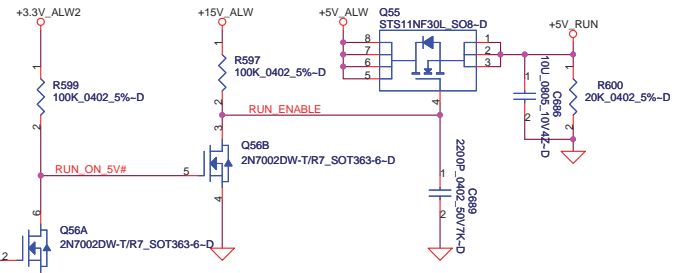 +3.3V_ALW2
+15V_ALW
+5V_ALW
Q55
STS11NF30L_SO8~D
+5V_RUN
8
7
6
5
1
2
3
4
1
R599
100K_0402_5%~D
2
1
R597
100K_0402_5%~D
2
RUN_ENABLE
1
C686
10U_0805_10V4Z~D
2
1
R600
20K_0402_5%~D
2
3
Q56B
2N7002DW-T/R7_SOT363-6~D
5
4
RUN_ON_5V#
1
C689
2200P_0402_50V7K~D
2
6
Q56A
2N7002DW-T/R7_SOT363-6~D
2